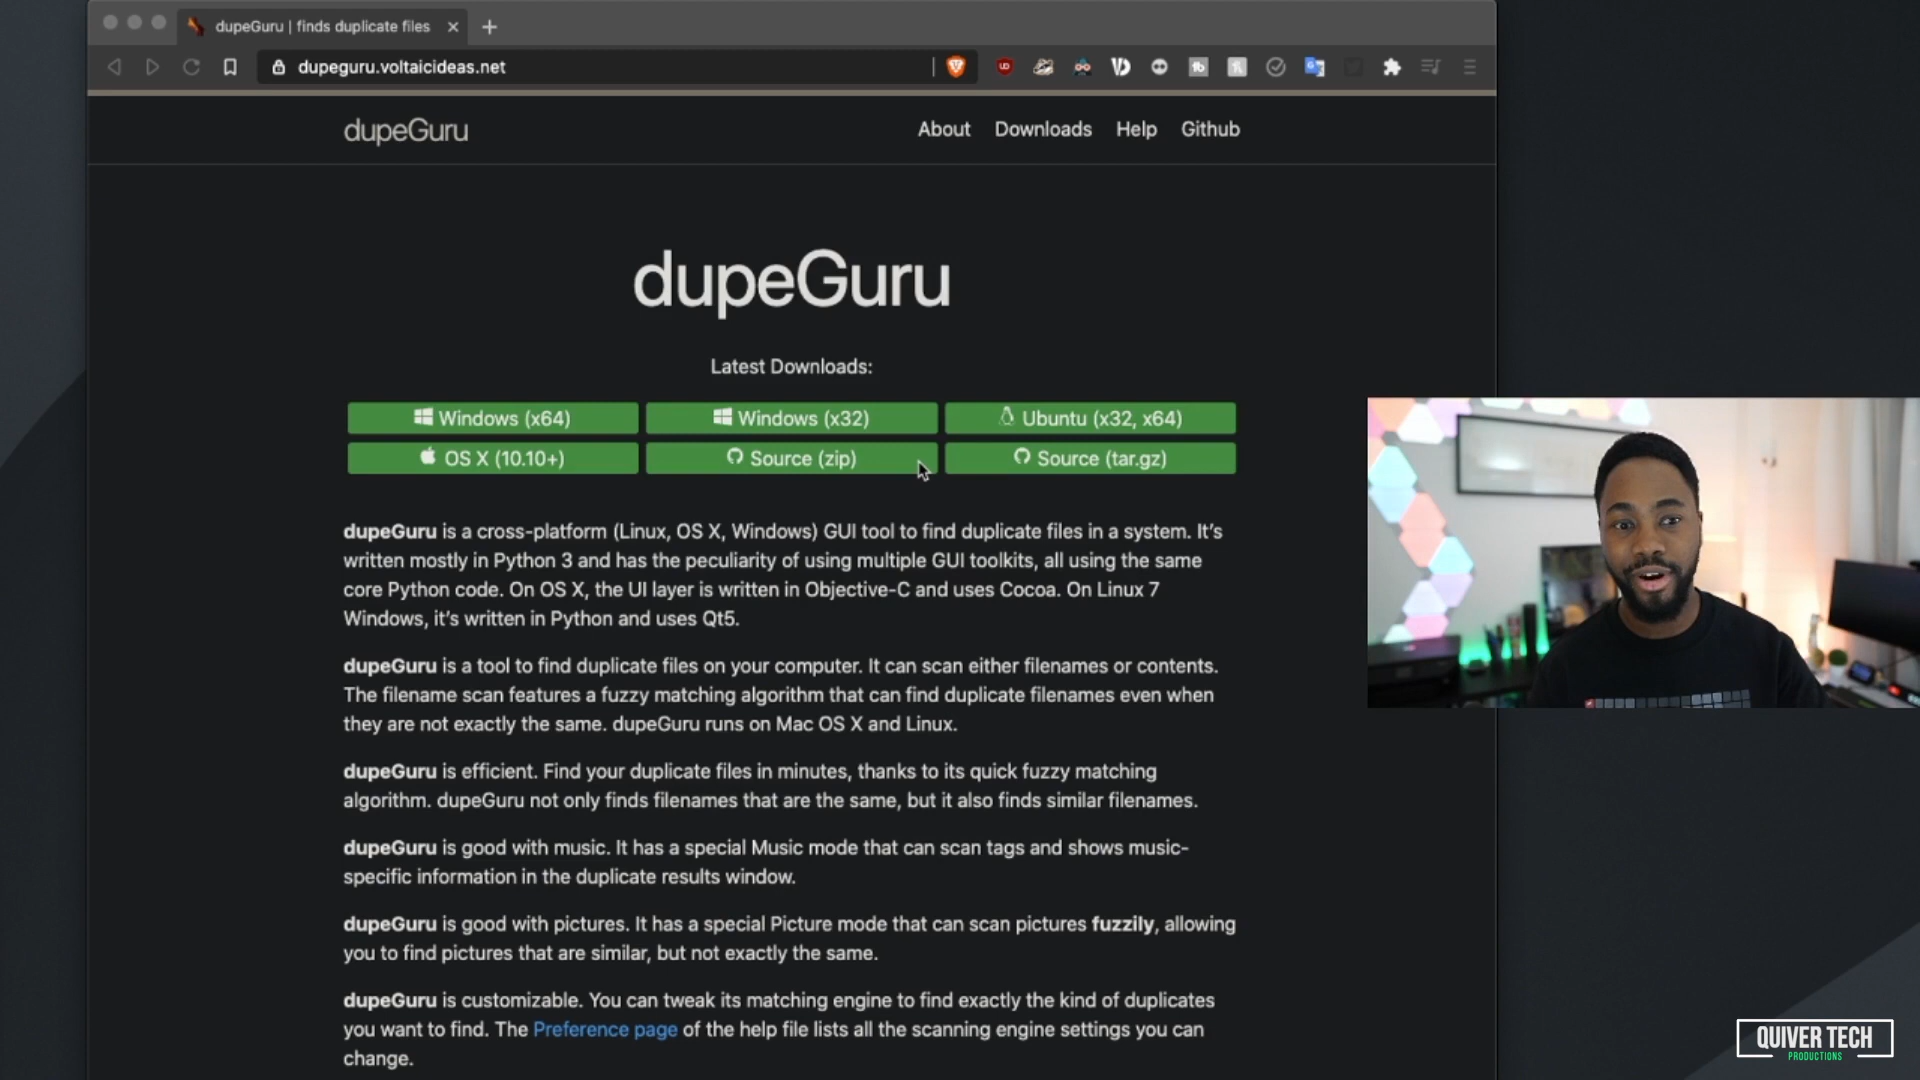 dupeGuru | finds duplicate files
dupeguru.voltaicideas.net
dupeGuru
About Downloads Help Github
dupeGuru
Latest Downloads:
Windows (x64) Windows (x32) Ubuntu (x32, x64)
OS X (10.10+) Source (zip) Source (tar.gz)
dupeGuru is a cross-platform (Linux, OS X, Windows) GUI tool to find duplicate files in a system. It's
written mostly in Python 3 and has the peculiarity of using multiple GUI toolkits, all using the same
core Python code. On OS X, the UI layer is written in Objective-C and uses Cocoa. On Linux 7
Windows, it's written in Python and uses Qt5.
dupeGuru is a tool to find duplicate files on your computer. It can scan either filenames or contents.
The filename scan features a fuzzy matching algorithm that can find duplicate filenames even when
they are not exactly the same. dupeGuru runs on Mac OS X and Linux.
dupeGuru is efficient. Find your duplicate files in minutes, thanks to its quick fuzzy matching
algorithm. dupeGuru not only finds filenames that are the same, but it also finds similar filenames.
dupeGuru is good with music. It has a special Music mode that can scan tags and shows music-
specific information in the duplicate results window.
dupeGuru is good with pictures. It has a special Picture mode that can scan pictures fuzzily, allowing
you to find pictures that are similar, but not exactly the same.
dupeGuru is customizable. You can tweak its matching engine to find exactly the kind of duplicates
you want to find. The Preference page of the help file lists all the scanning engine settings you can
change.
QUIVER TECH
PRODUCTIONS